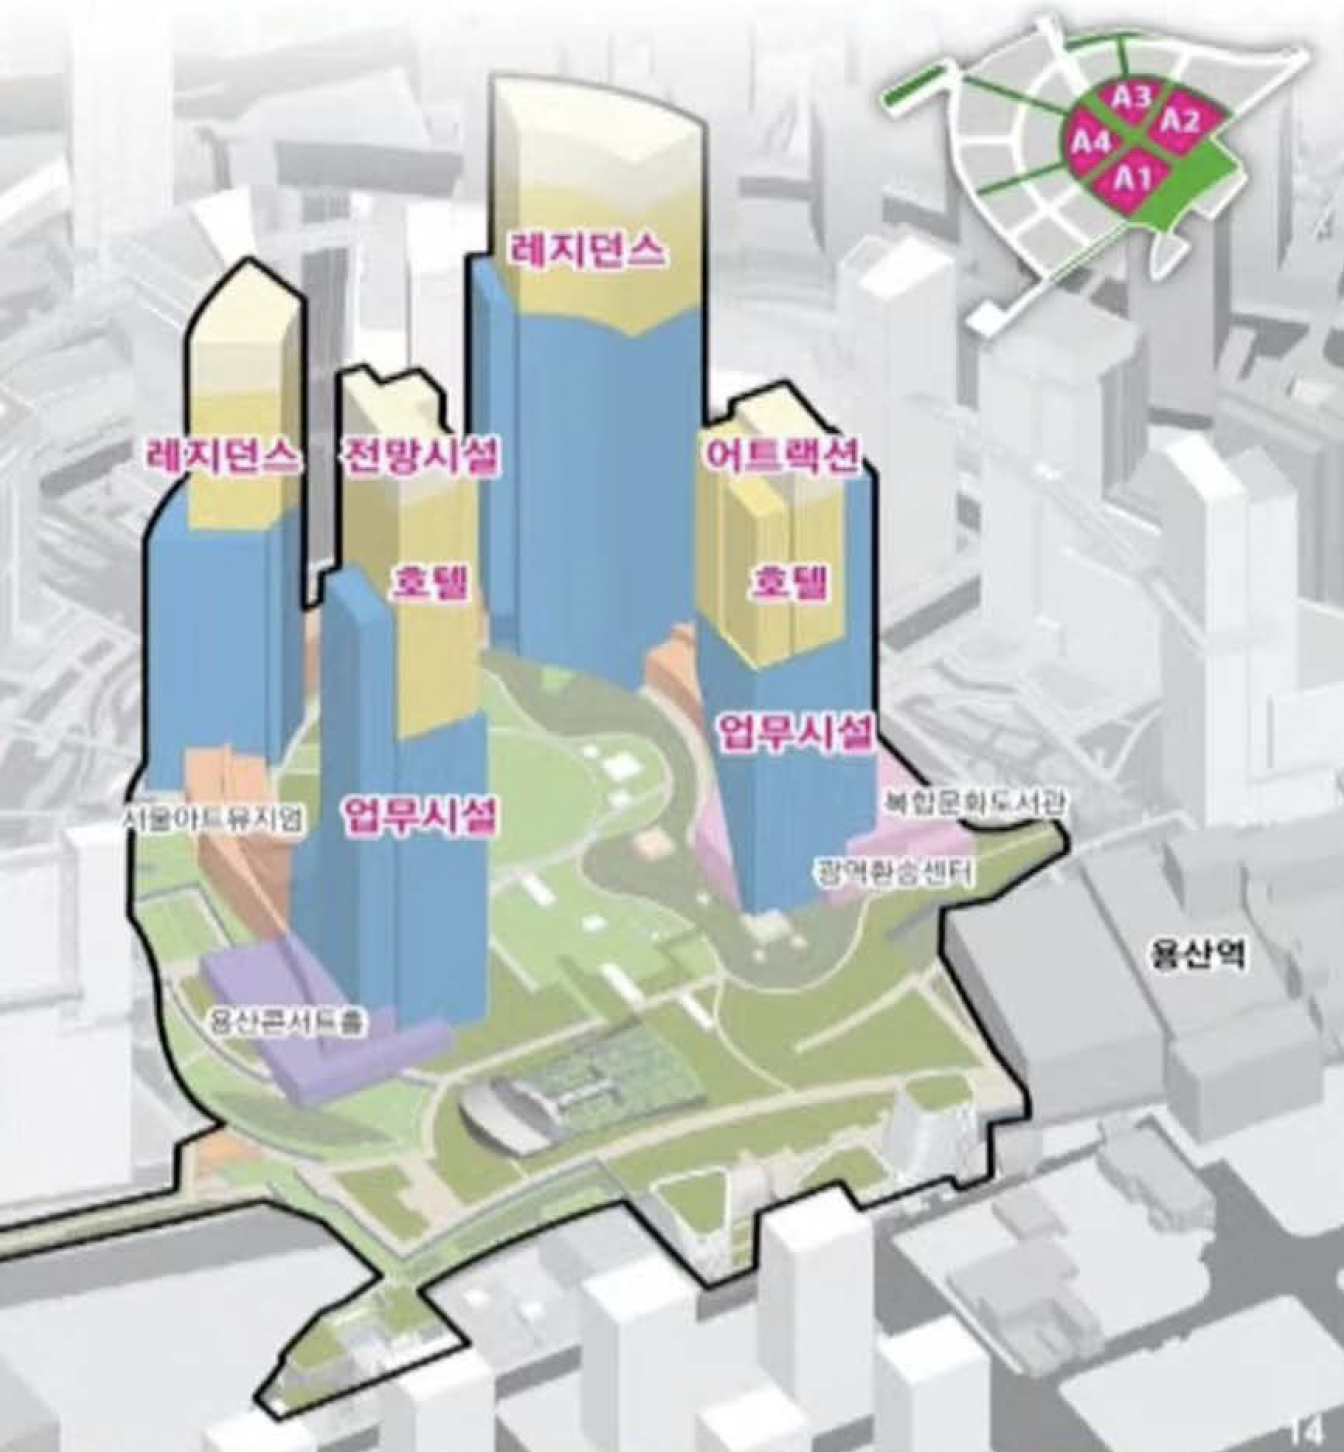 A3
A2
A4
A1
레지던스
레지던스
전망시설
어트랙션
호텔
호텔
업무시설
업무시설
서울아트뮤지엄
복합문화도서관
광역환승센터
용산역
용산콘서트홀
14